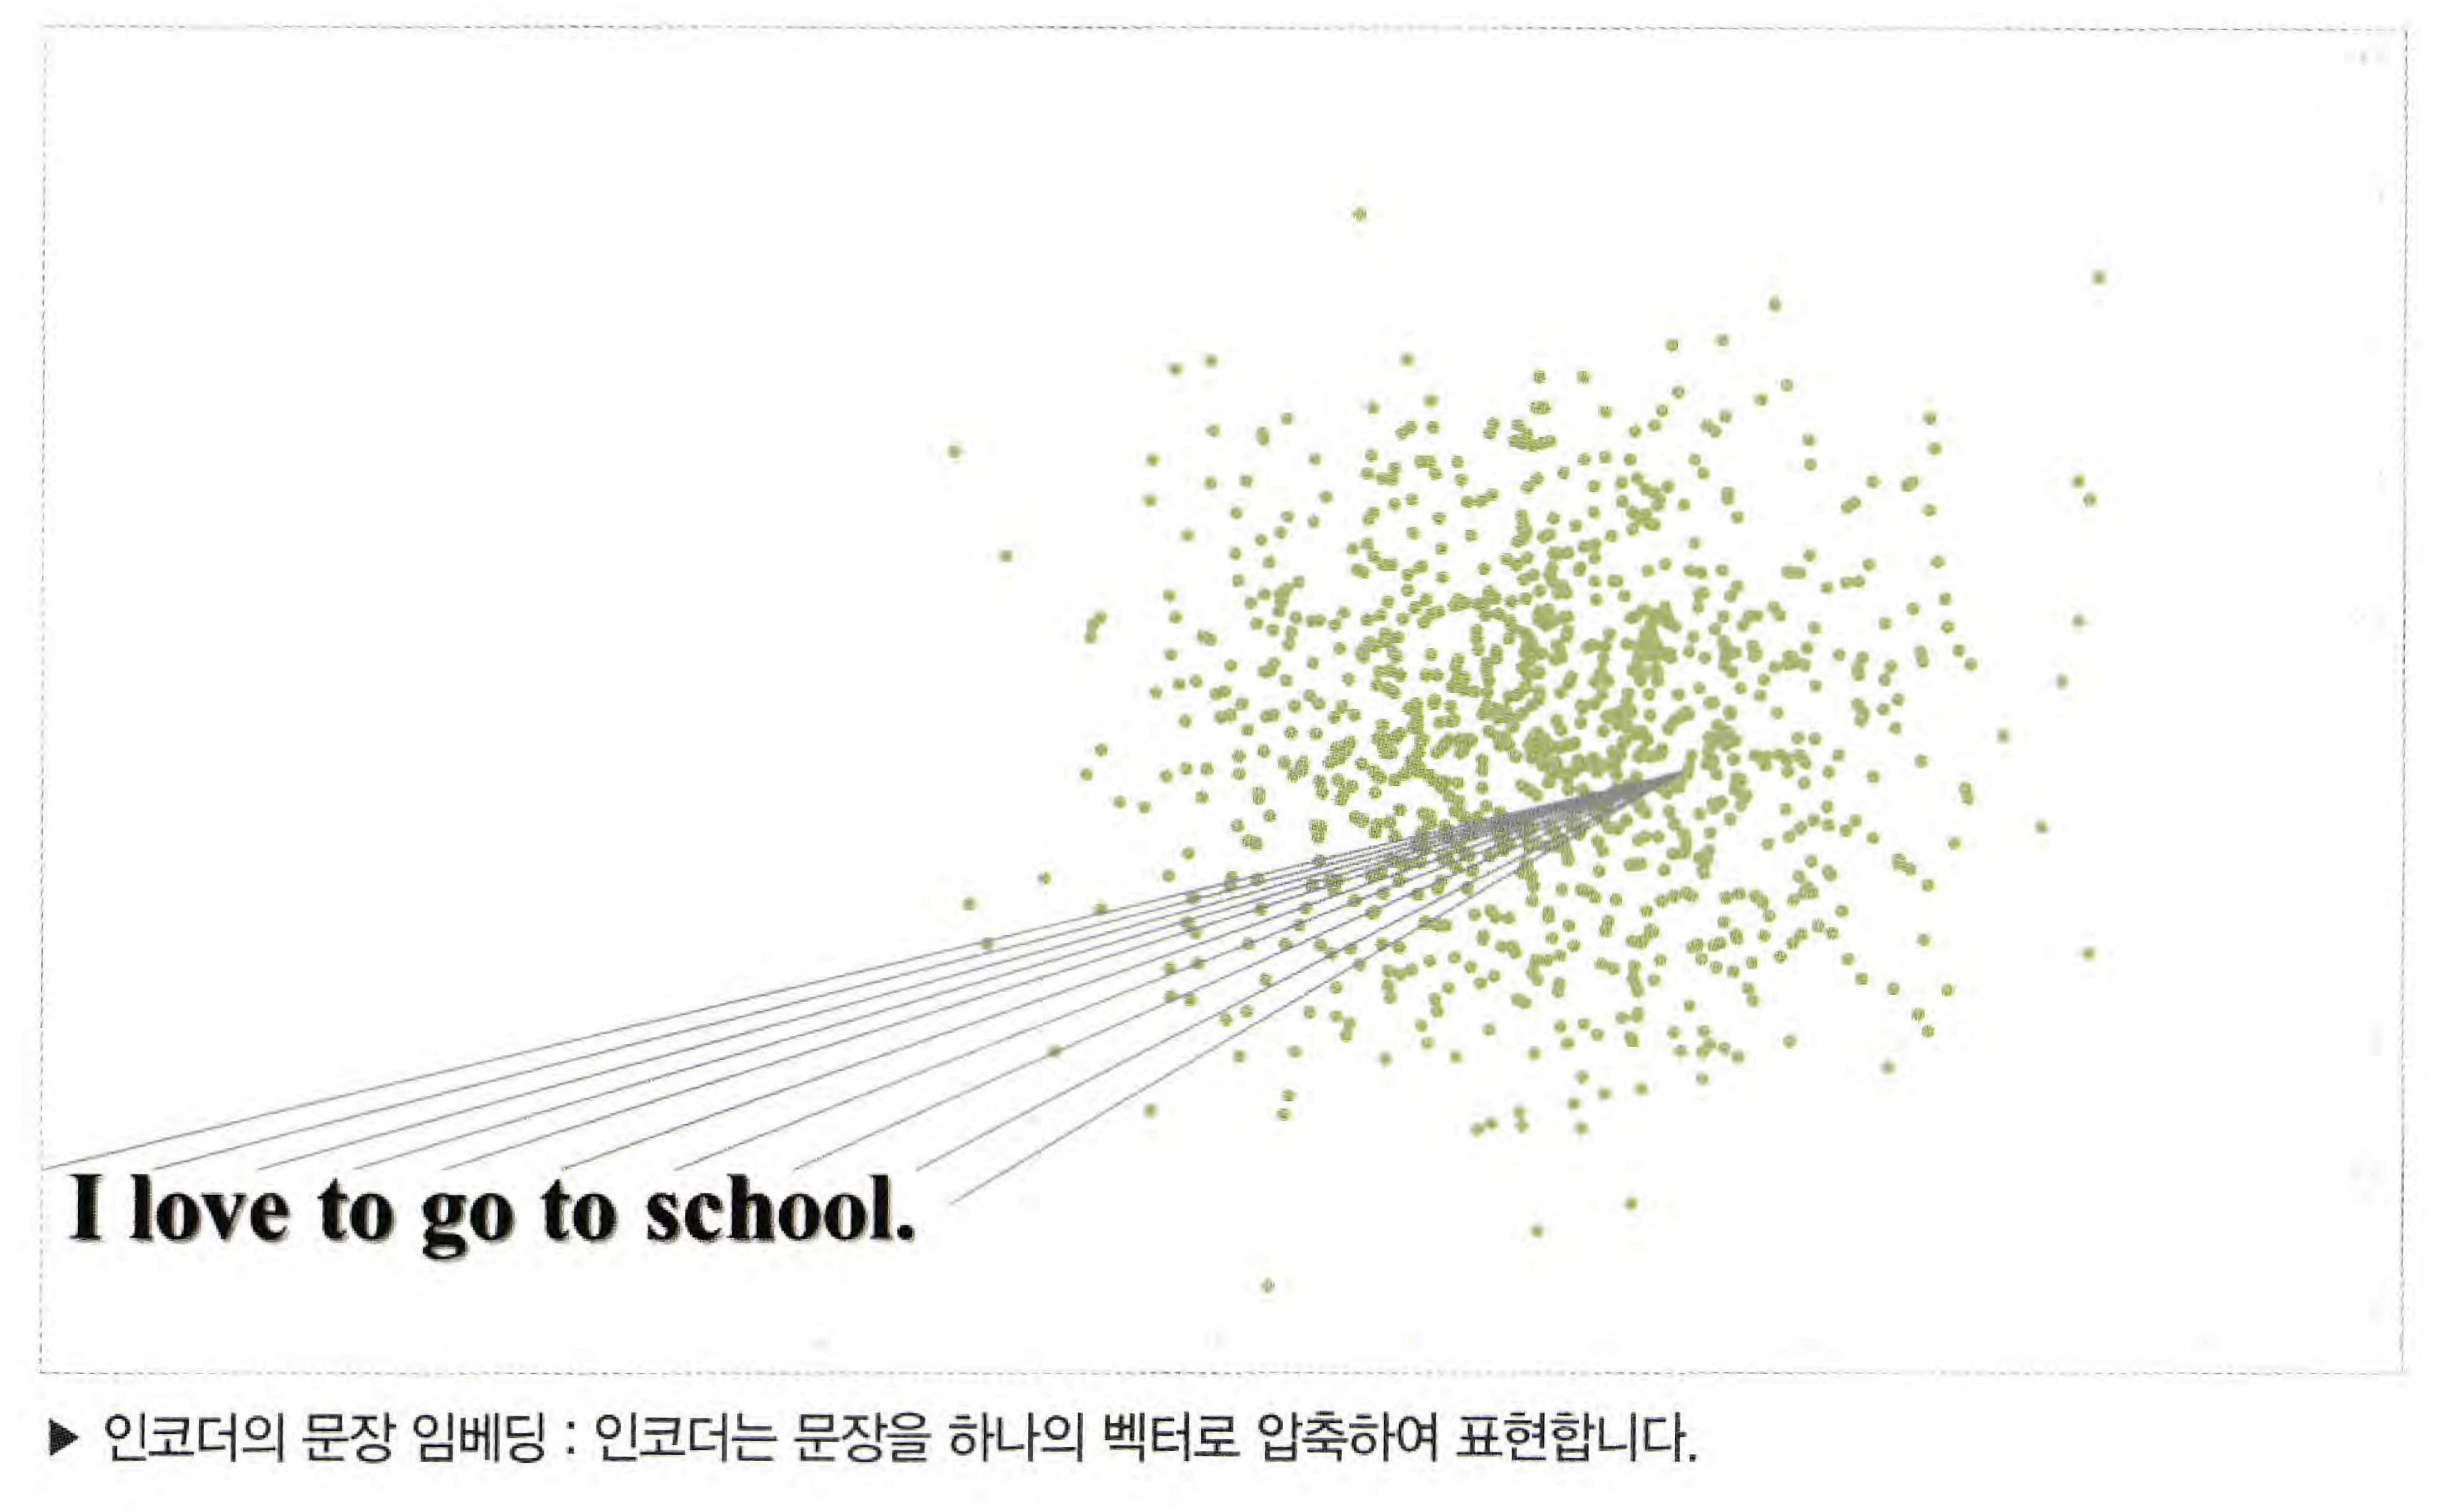 I love to go to school.
▶ 인코더의 문장 임베딩 : 인코더는 문장을 하나의 벡터로 압축하여 표현합니다.